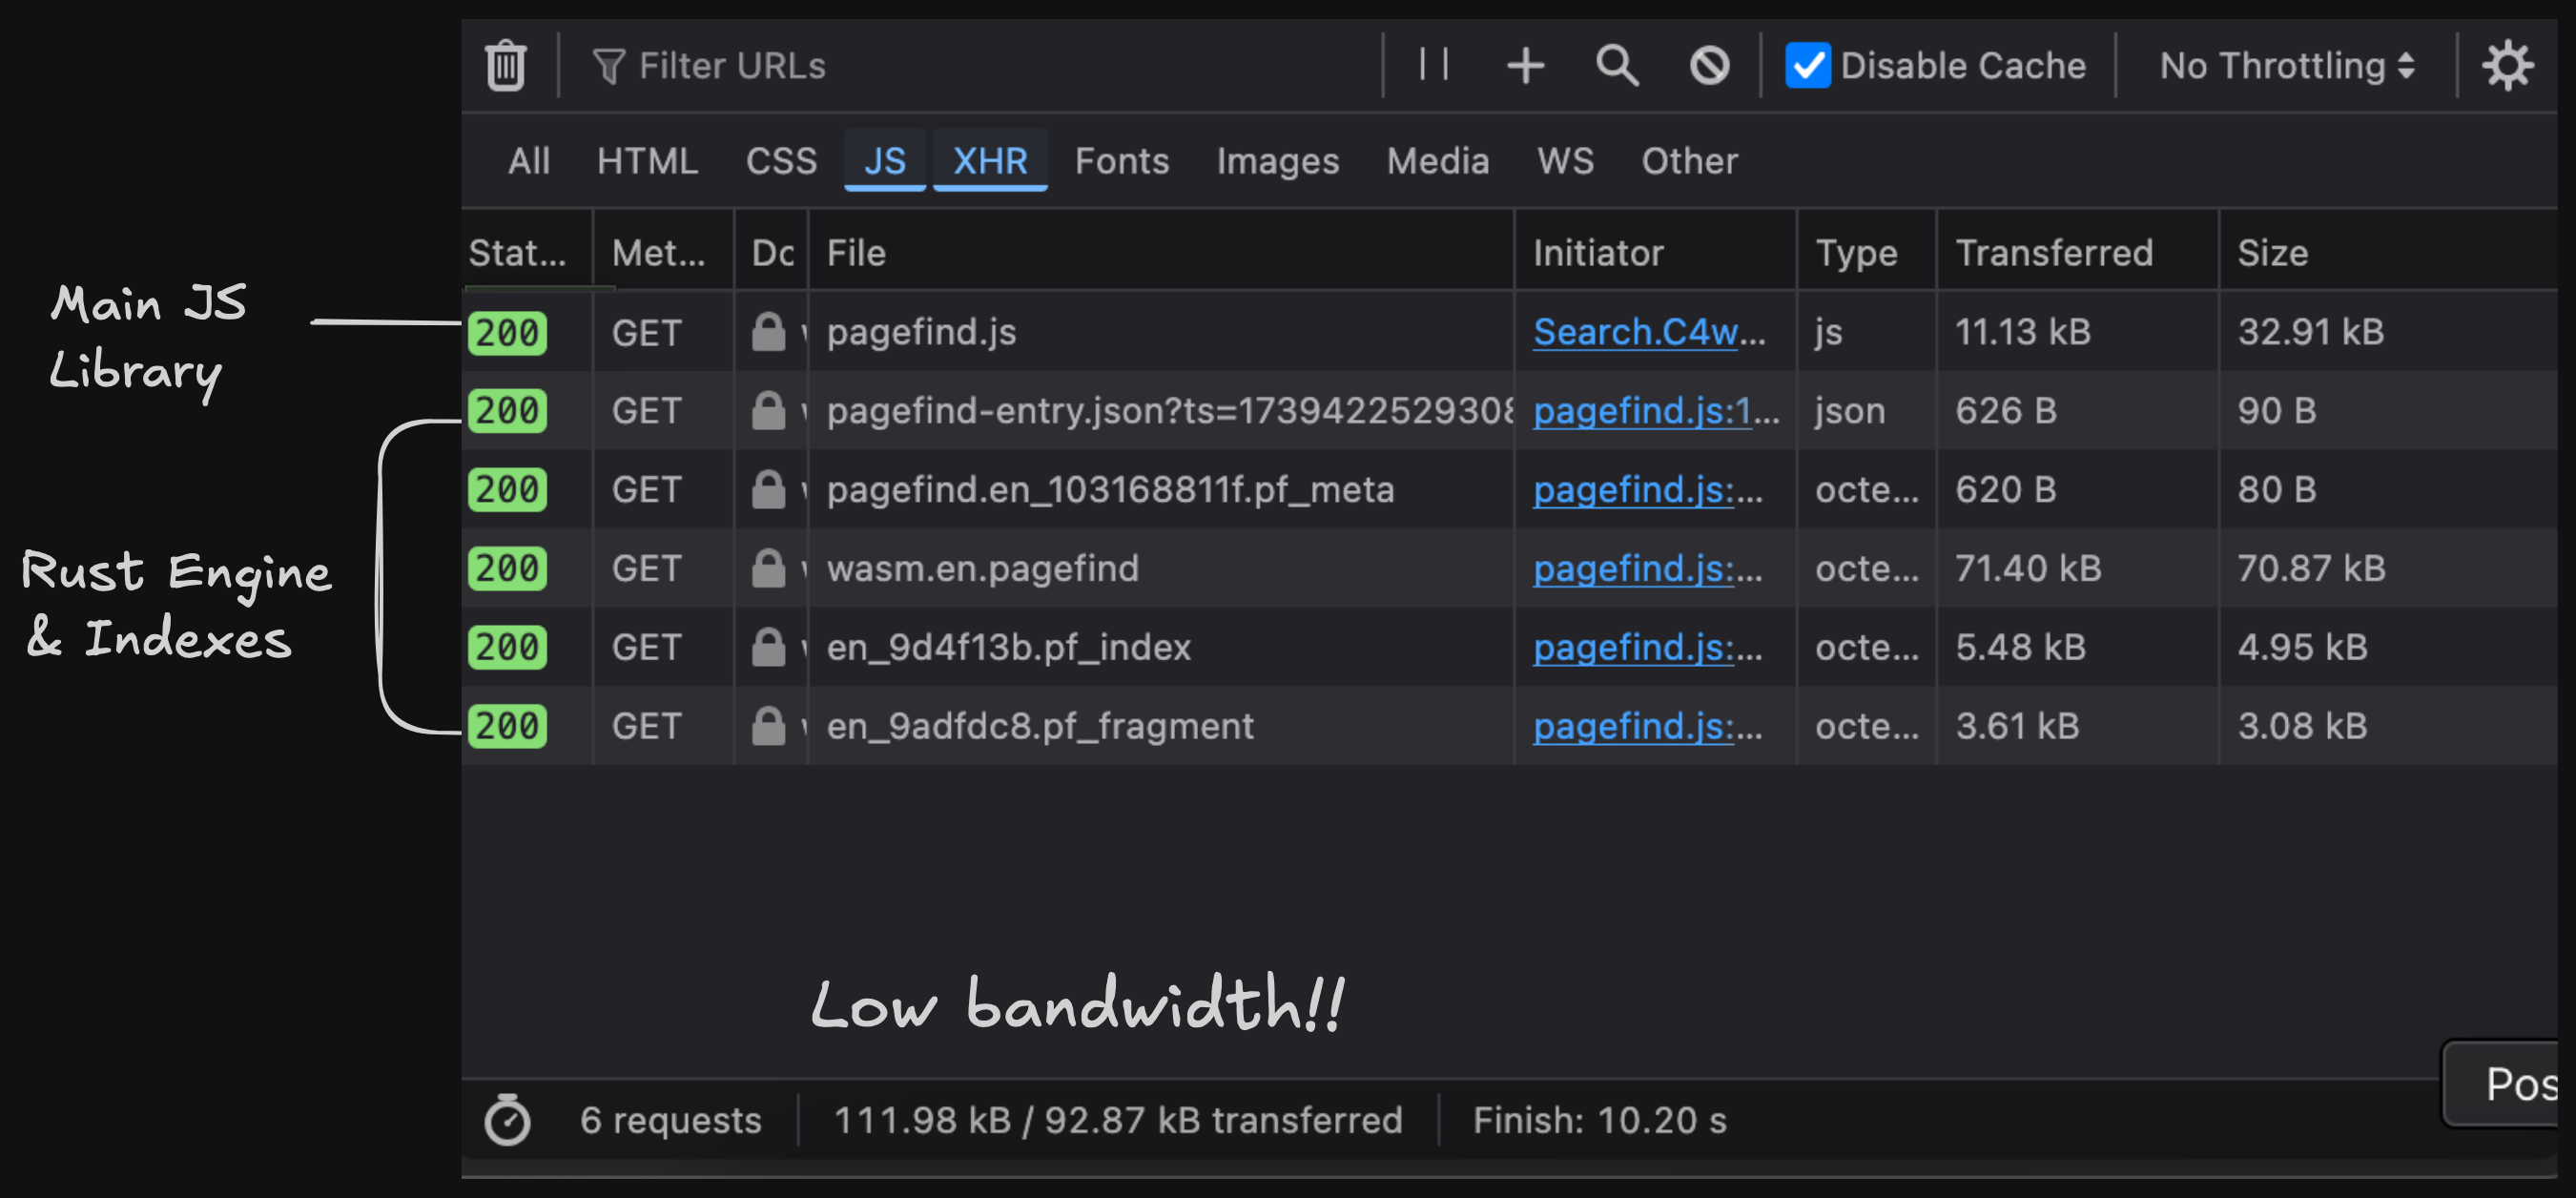 Filter URLs
Disable Cache
No Throttling
All HTML CSS JS XHR Fonts Images Media WS Other
Stat... Met... Dc File Initiator Type Transferred Size
Main JS
Library
200 GET pagefind.js Search.C4w... js 11.13 kB 32.91 kB
200 GET pagefind-entry.json?ts=1739422529308 pagefind.js:1... json 626 B 90 B
200 GET pagefind.en_103168811f.pf_meta pagefind.js:... octe... 620 B 80 B
Rust Engine
& Indexes
200 GET wasm.en.pagefind pagefind.js:... octe... 71.40 kB 70.87 kB
200 GET en_9d4f13b.pf_index pagefind.js:... octe... 5.48 kB 4.95 kB
200 GET en_9adfdc8.pf_fragment pagefind.js:... octe... 3.61 kB 3.08 kB
Low bandwidth!!
Pos
6 requests 111.98 kB / 92.87 kB transferred Finish: 10.20 s